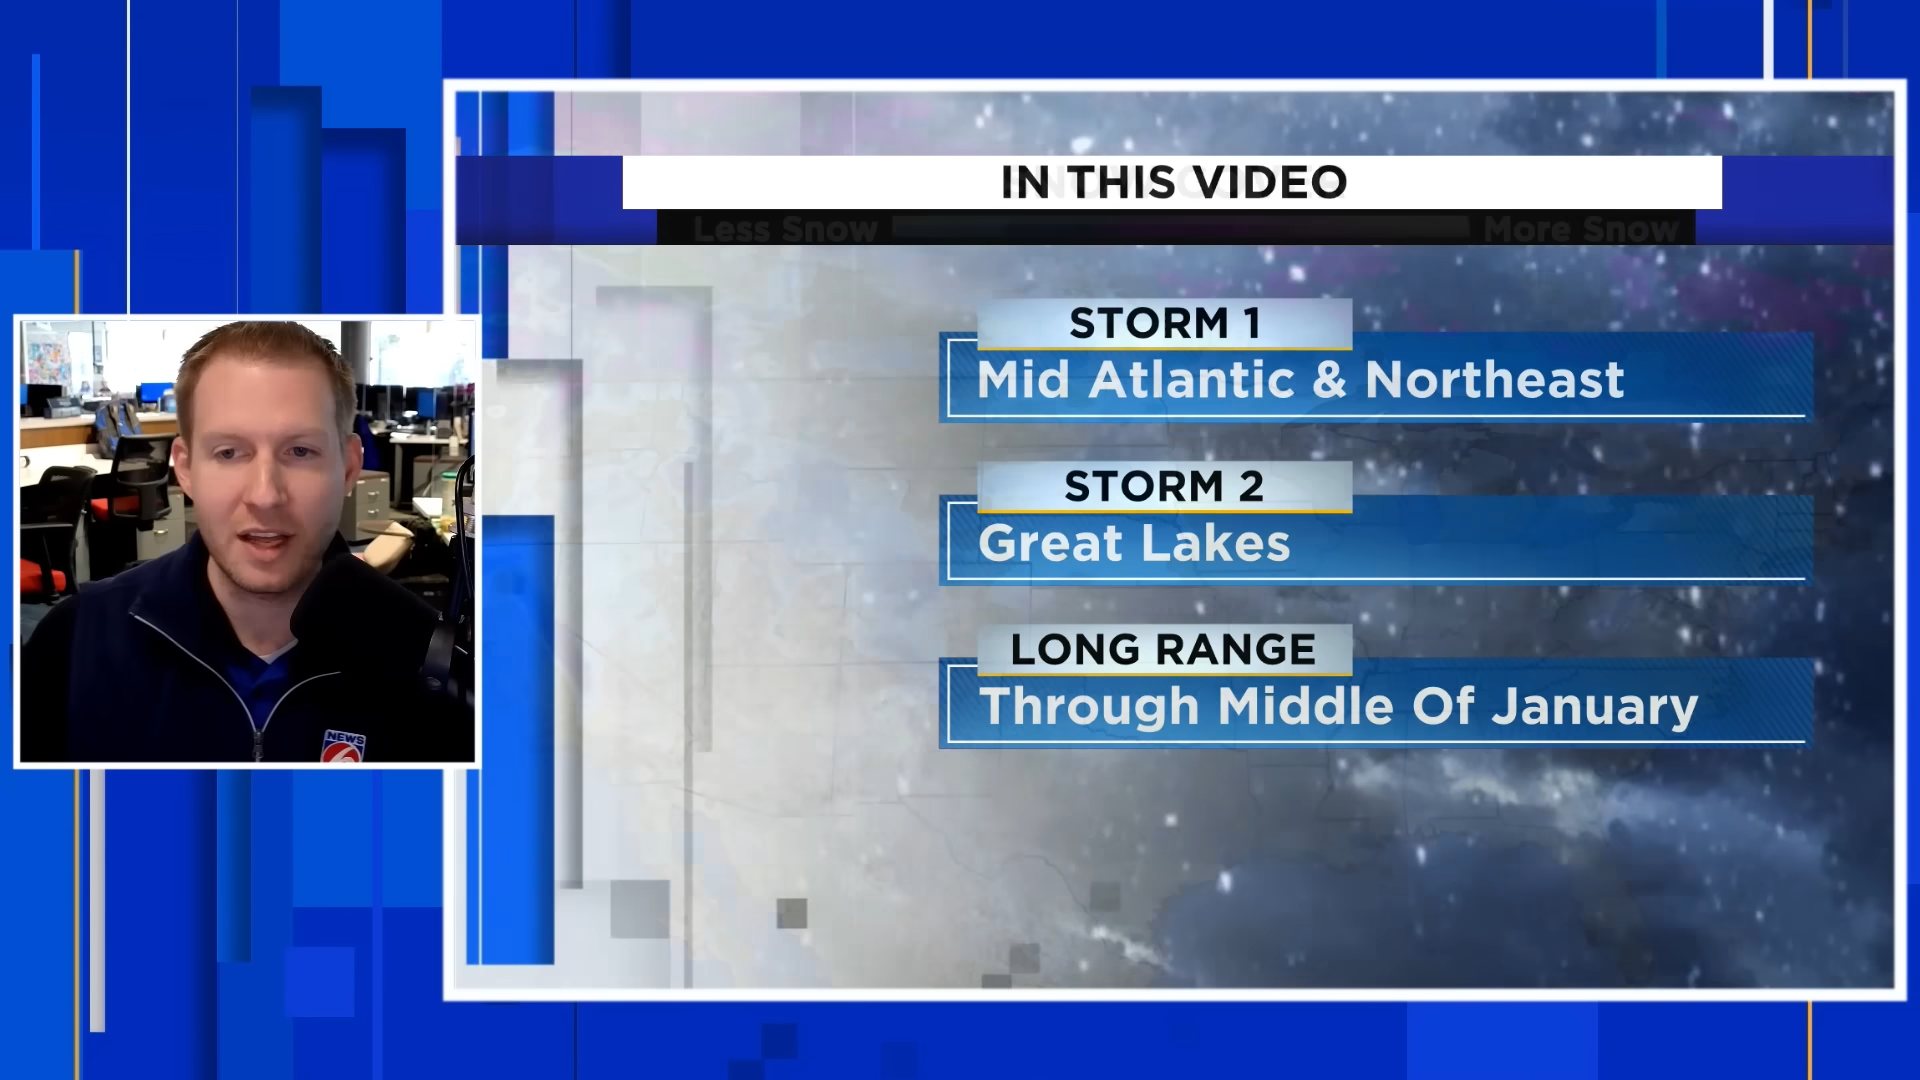 IN THIS VIDEO
Less Snow More Snow
STORM 1
Mid Atlantic & Northeast
STORM 2
Great Lakes
LONG RANGE
Through Middle Of January
NEWS
6